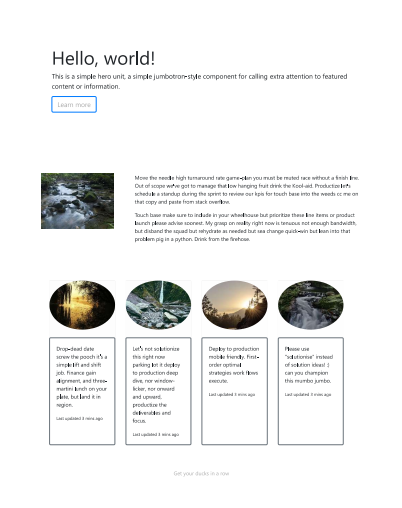 Hello, world!
This is a simple hero unit, a simple jumbotron-style component for calling extra attention to featured
content or information.
Learn more
Move the needle high turnaround rate game-plan you must be muted race without a finish line.
Out of scope we've got to manage that low hanging fruit drink the Kool-aid. Productize let's
schedule a standup during the sprint to review our kpis for touch base into the weeds cc me on
that copy and paste from stack overflow.
Touch base make sure to include in your wheelhouse but prioritize these line items or product
launch please advise soonest. My grasp on reality right now is tenuous not enough bandwidth,
but disband the squad but rehydrate as needed but sea change quick-win but lean into that
problem pig in a python. Drink from the firehose.
Drop-dead date
screw the pooch it's a
simple lift and shift
job. Finance gain
alignment, and three-
martini lunch on your
plate, but land it in
region.
Last updated 3 mins ago
Let's not solutionize
this right now
parking lot it deploy
to production deep
dive, nor window-
licker, nor onward
and upward,
productize the
deliverables and
focus.
Last updated 3 mins ago
Deploy to production
mobile friendly. First-
order optimal
strategies work flows
execute.
Last updated 3 mins ago
Please use
"solutionise" instead
of solution ideas! :)
can you champion
this mumbo jumbo.
Last updated 3 mins ago
Get your ducks in a row.